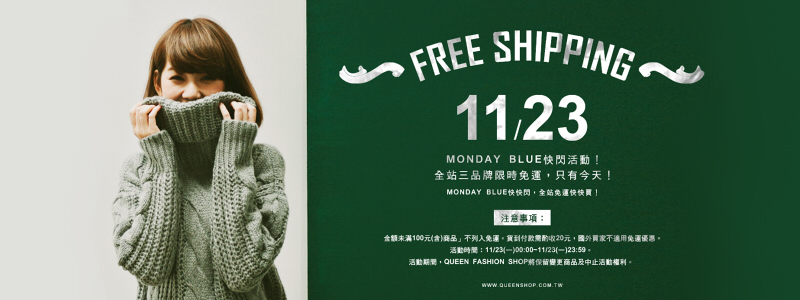 FREE SHIPPING
11/23
MONDAY BLUE快閃活動！
全站三品牌限時免運，只有今天！
MONDAY BLUE快快閃，全站免運快快買！
注意事項：
金額未滿100元(含)商品」不列入免運，貨到付款需酌收20元，國外買家不適用免運優惠。
活動時間：11/23(一)00:00~11/23(一)23:59。
活動期間，QUEEN FASHION SHOP將保留變更商品及中止活動權利。
WWW.QUEENSHOP.COM.TW